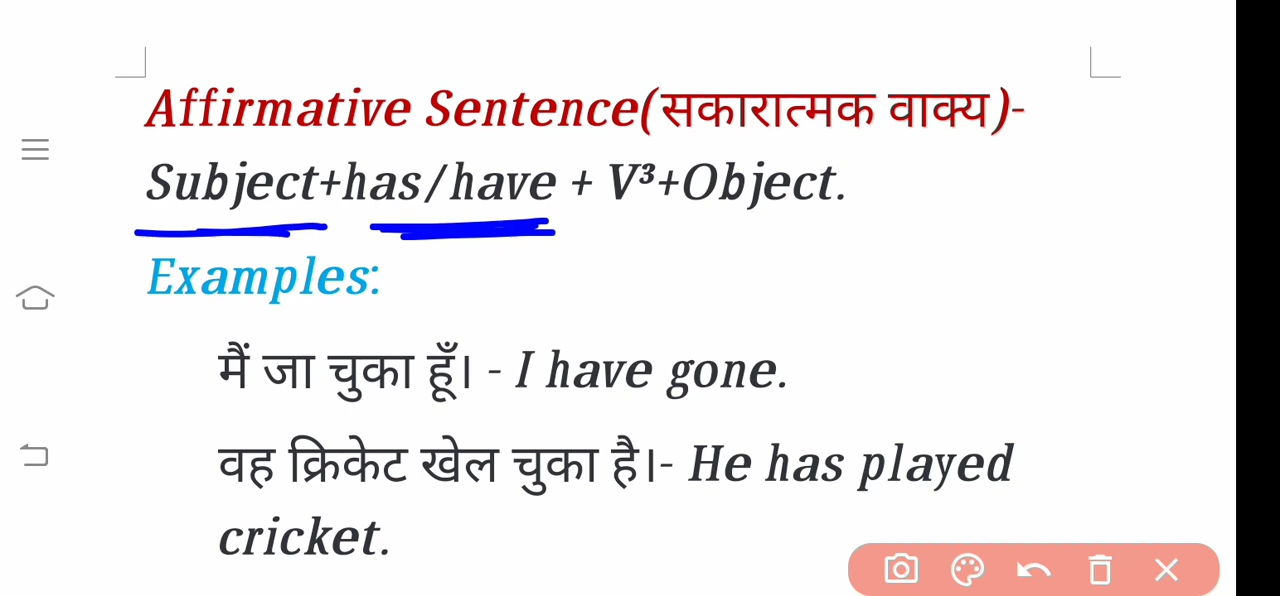 Affirmative Sentence(सकारात्मक वाक्य)-
Subject+has/have + V³+Object.
Examples:
मैं जा चुका हूँ। - I have gone.
वह क्रिकेट खेल चुका है।- He has played
cricket.